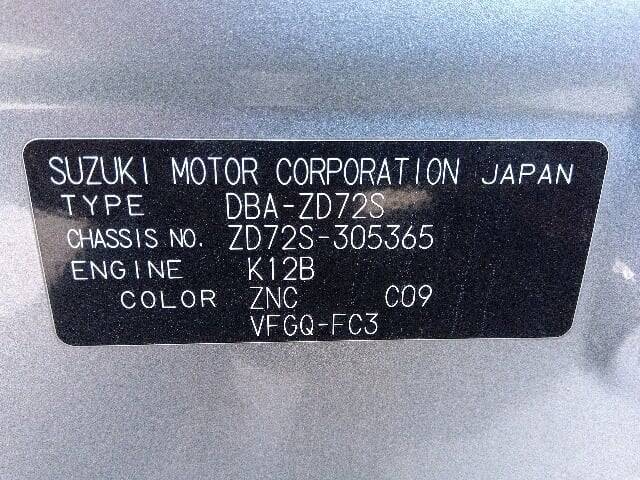 SUZUKI MOTOR CORPORATION JAPAN
TYPE DBA-ZD72S
CHASSIS NO. ZD72S-305365
ENGINE K12B
COLOR ZNC C09
VFGQ-FC3